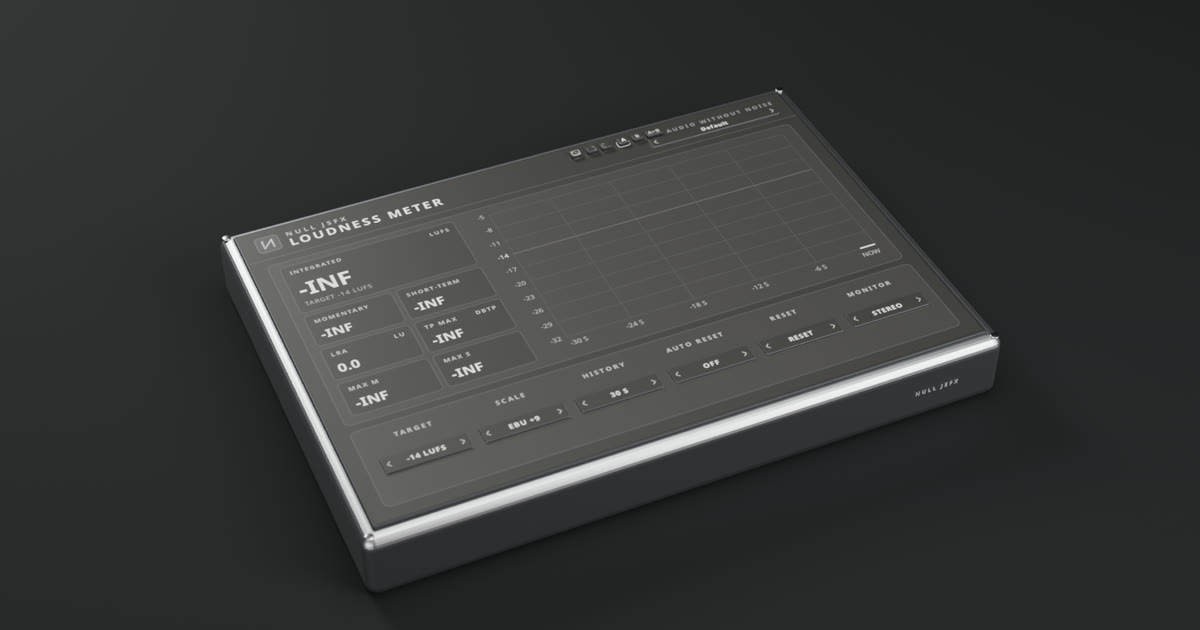 NULL JSFX
LOUDNESS METER
A
B
AUDIO WITHOUT NOISE
< Default >
INTEGRATED
LUFS
-INF
TARGET -14 LUFS
MOMENTARY
-INF
SHORT-TERM
-INF
LRA
LU
0.0
TP MAX
DBTP
-INF
MAX M
-INF
MAX S
-INF
-5
-8
-11
-14
-17
-20
-23
-26
-29
-32
-30 S
-24 S
-18 S
-12 S
-6 S
NOW
TARGET
< -14 LUFS >
SCALE
< EBU +9 >
HISTORY
< 30 S >
AUTO RESET
< OFF >
RESET
< RESET >
MONITOR
< STEREO >
NULL JSFX